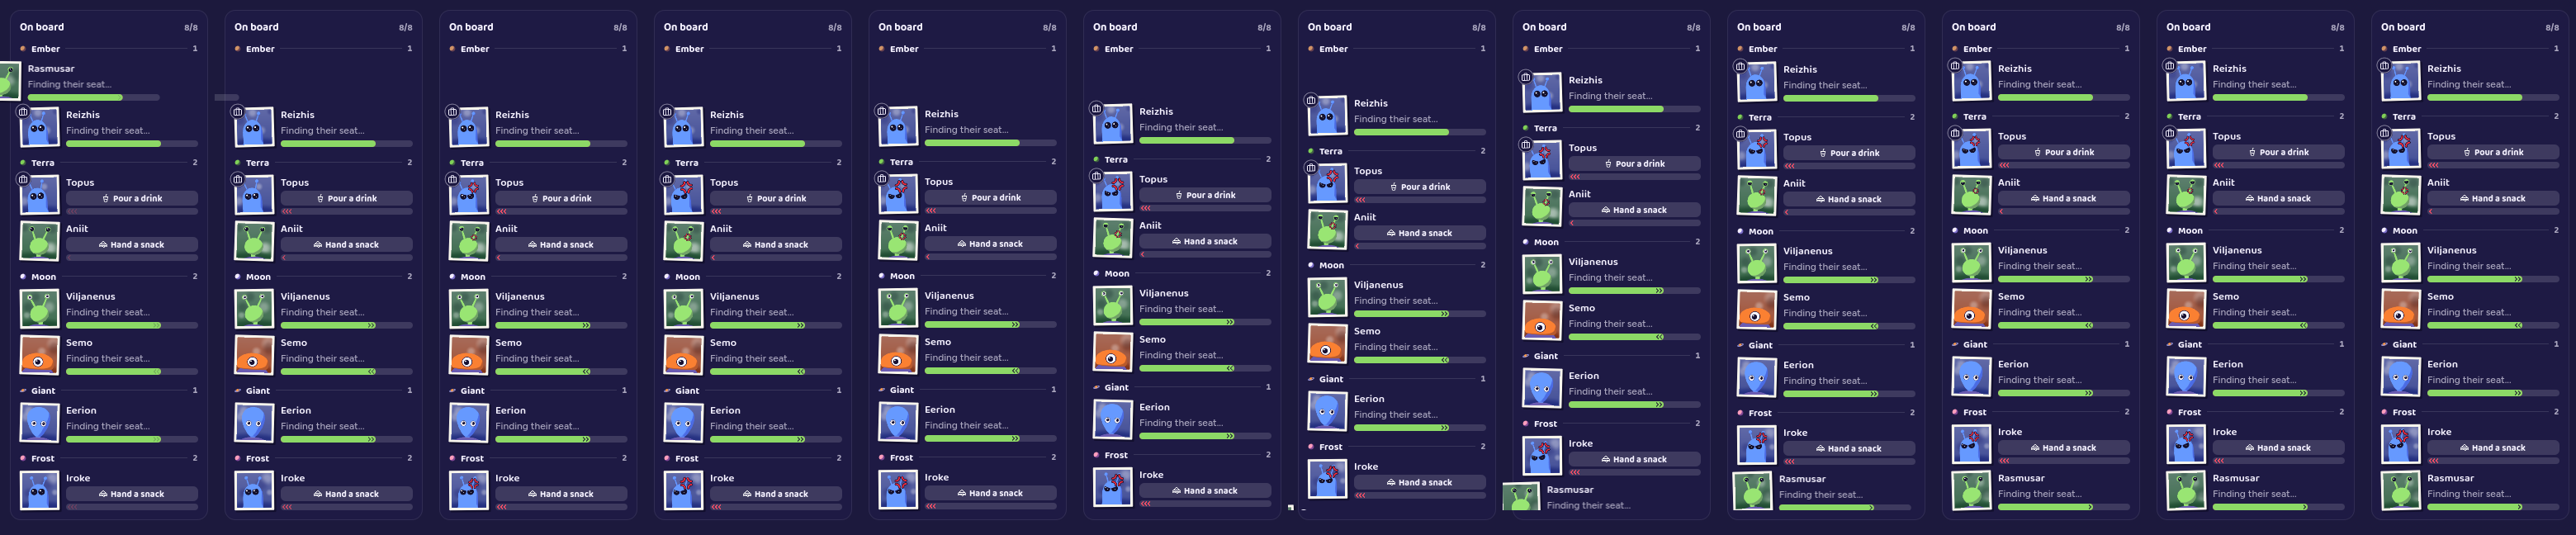 On board 8/8
Ember 1
Rasmusar
Finding their seat...
Reizhis
Finding their seat...
Terra 2
Topus
Pour a drink
Aniit
Hand a snack
Moon 2
Viljanenus
Finding their seat...
Semo
Finding their seat...
Giant 1
Eerion
Finding their seat...
Frost 2
Iroke
Hand a snack
On board 8/8
Ember 1
Reizhis
Finding their seat...
Terra 2
Topus
Pour a drink
Aniit
Hand a snack
Moon 2
Viljanenus
Finding their seat...
Semo
Finding their seat...
Giant 1
Eerion
Finding their seat...
Frost 2
Iroke
Hand a snack
On board 8/8
Ember 1
Reizhis
Finding their seat...
Terra 2
Topus
Pour a drink
Aniit
Hand a snack
Moon 2
Viljanenus
Finding their seat...
Semo
Finding their seat...
Giant 1
Eerion
Finding their seat...
Frost 2
Iroke
Hand a snack
On board 8/8
Ember 1
Reizhis
Finding their seat...
Terra 2
Topus
Pour a drink
Aniit
Hand a snack
Moon 2
Viljanenus
Finding their seat...
Semo
Finding their seat...
Giant 1
Eerion
Finding their seat...
Frost 2
Iroke
Hand a snack
On board 8/8
Ember 1
Reizhis
Finding their seat...
Terra 2
Topus
Pour a drink
Aniit
Hand a snack
Moon 2
Viljanenus
Finding their seat...
Semo
Finding their seat...
Giant 1
Eerion
Finding their seat...
Frost 2
Iroke
Hand a snack
On board 8/8
Ember 1
Reizhis
Finding their seat...
Terra 2
Topus
Pour a drink
Aniit
Hand a snack
Moon 2
Viljanenus
Finding their seat...
Semo
Finding their seat...
Giant 1
Eerion
Finding their seat...
Frost 2
Iroke
Hand a snack
On board 8/8
Ember 1
Reizhis
Finding their seat...
Terra 2
Topus
Pour a drink
Aniit
Hand a snack
Moon 2
Viljanenus
Finding their seat...
Semo
Finding their seat...
Giant 1
Eerion
Finding their seat...
Frost 2
Iroke
Hand a snack
On board 8/8
Ember 1
Reizhis
Finding their seat...
Terra 2
Topus
Pour a drink
Aniit
Hand a snack
Moon 2
Viljanenus
Finding their seat...
Semo
Finding their seat...
Giant 1
Eerion
Finding their seat...
Frost 2
Iroke
Hand a snack
Rasmusar
Finding their seat...
On board 8/8
Ember 1
Reizhis
Finding their seat...
Terra 2
Topus
Pour a drink
Aniit
Hand a snack
Moon 2
Viljanenus
Finding their seat...
Semo
Finding their seat...
Giant 1
Eerion
Finding their seat...
Frost 2
Iroke
Hand a snack
Rasmusar
Finding their seat...
On board 8/8
Ember 1
Reizhis
Finding their seat...
Terra 2
Topus
Pour a drink
Aniit
Hand a snack
Moon 2
Viljanenus
Finding their seat...
Semo
Finding their seat...
Giant 1
Eerion
Finding their seat...
Frost 2
Iroke
Hand a snack
Rasmusar
Finding their seat...
On board 8/8
Ember 1
Reizhis
Finding their seat...
Terra 2
Topus
Pour a drink
Aniit
Hand a snack
Moon 2
Viljanenus
Finding their seat...
Semo
Finding their seat...
Giant 1
Eerion
Finding their seat...
Frost 2
Iroke
Hand a snack
Rasmusar
Finding their seat...
On board 8/8
Ember 1
Reizhis
Finding their seat...
Terra 2
Topus
Pour a drink
Aniit
Hand a snack
Moon 2
Viljanenus
Finding their seat...
Semo
Finding their seat...
Giant 1
Eerion
Finding their seat...
Frost 2
Iroke
Hand a snack
Rasmusar
Finding their seat...